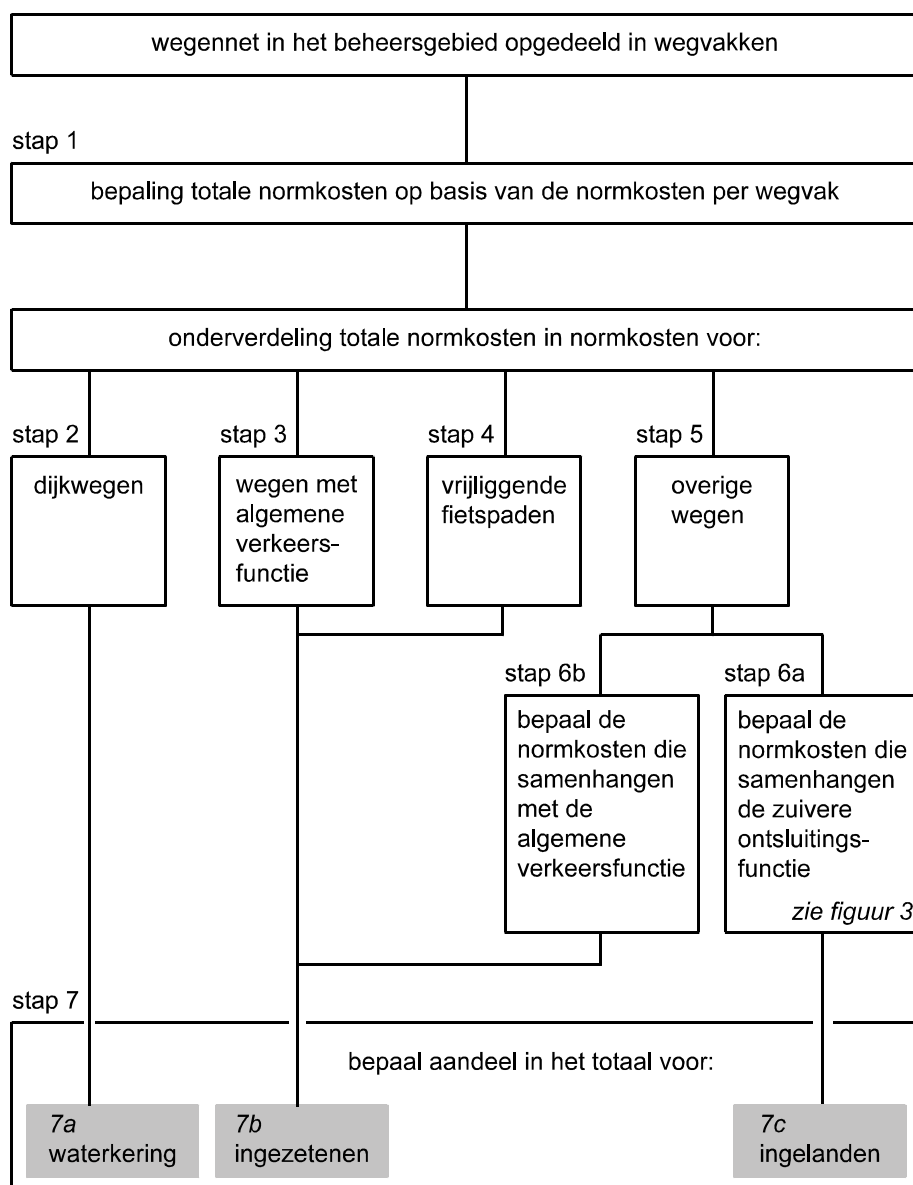 wegennet in het beheersgebied opgedeeld in wegvakken
stap 1
bepaling totale normkosten op basis van de normkosten per wegvak
onderverdeling totale normkosten in normkosten voor:
stap 2
dijkwegen
stap 3
wegen met
algemene
verkeers-
functie
stap 4
vrijliggende
fietspaden
stap 5
overige
wegen
stap 6b
bepaal de
normkosten die
samenhangen
met de
algemene
verkeersfunctie
stap 6a
bepaal de
normkosten die
samenhangen
de zuivere
ontsluitings-
functie
zie figuur 3
stap 7
bepaal aandeel in het totaal voor:
7a
waterkering
7b
ingezetenen
7c
ingelanden